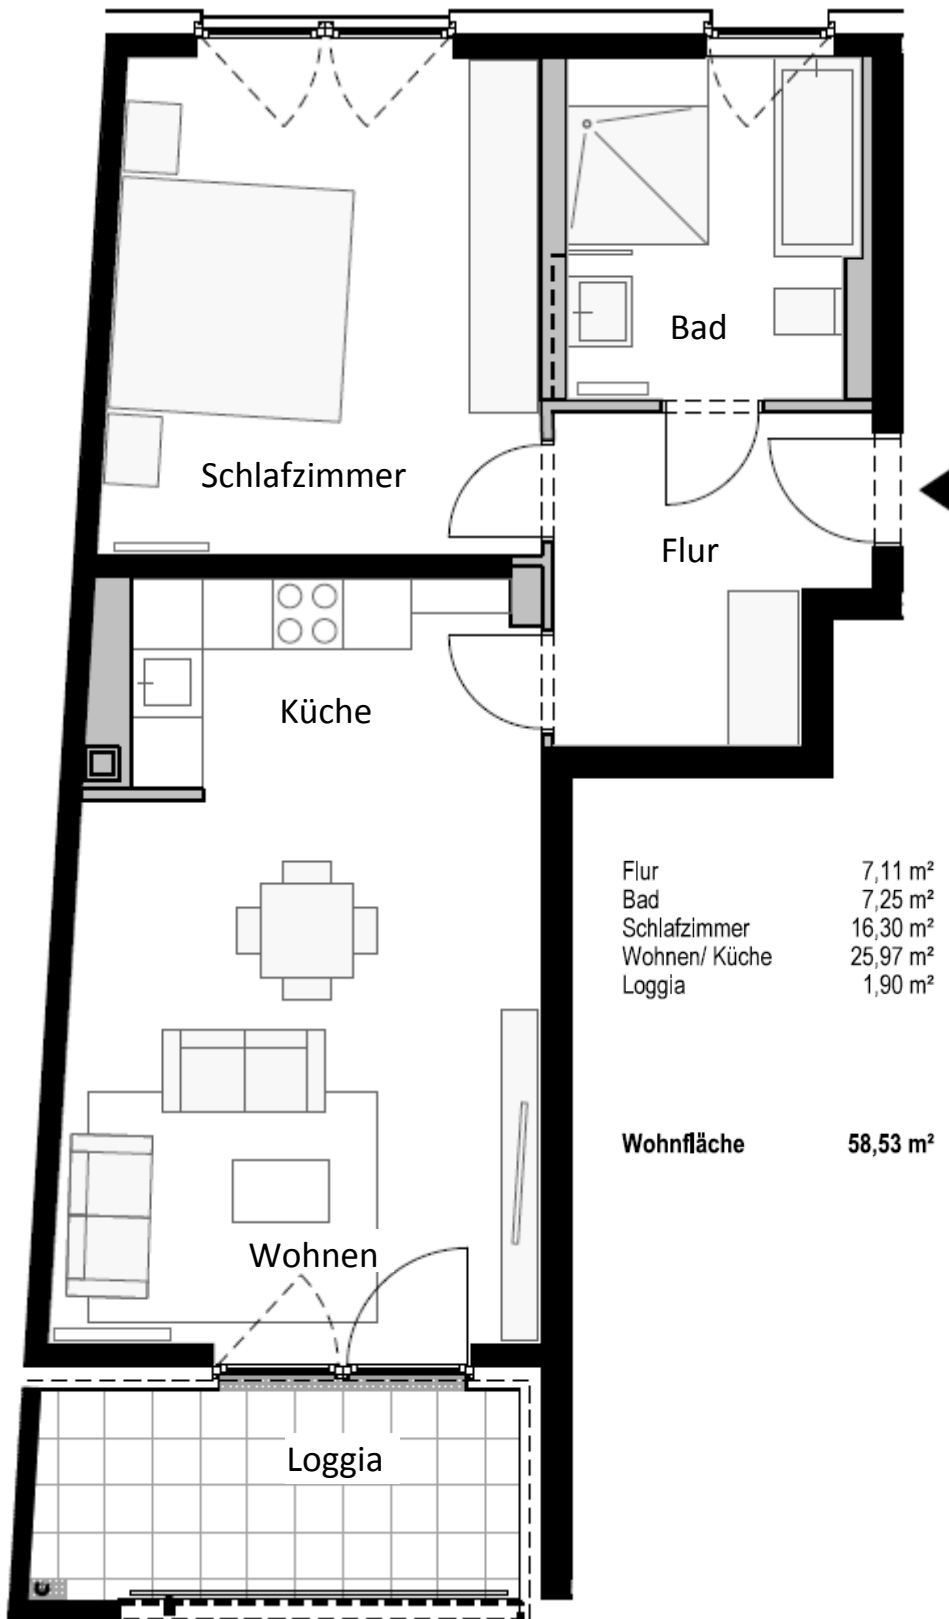 Bad
Schlafzimmer
Flur
Küche
Flur 7,11 m²
Bad 7,25 m²
Schlafzimmer 16,30 m²
Wohnen/ Küche 25,97 m²
Loggia 1,90 m²
Wohnfläche 58,53 m²
Wohnen
Loggia